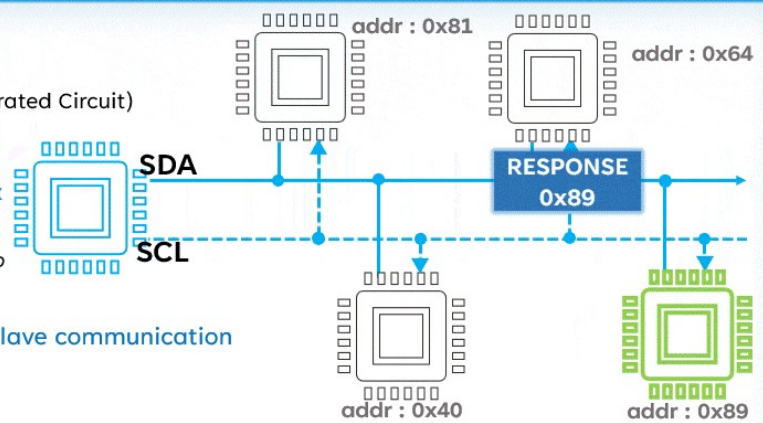 addr : 0x81
addr : 0x64
rated Circuit)
SDA
RESPONSE
0x89
SCL
lave communication
addr : 0x40
addr : 0x89